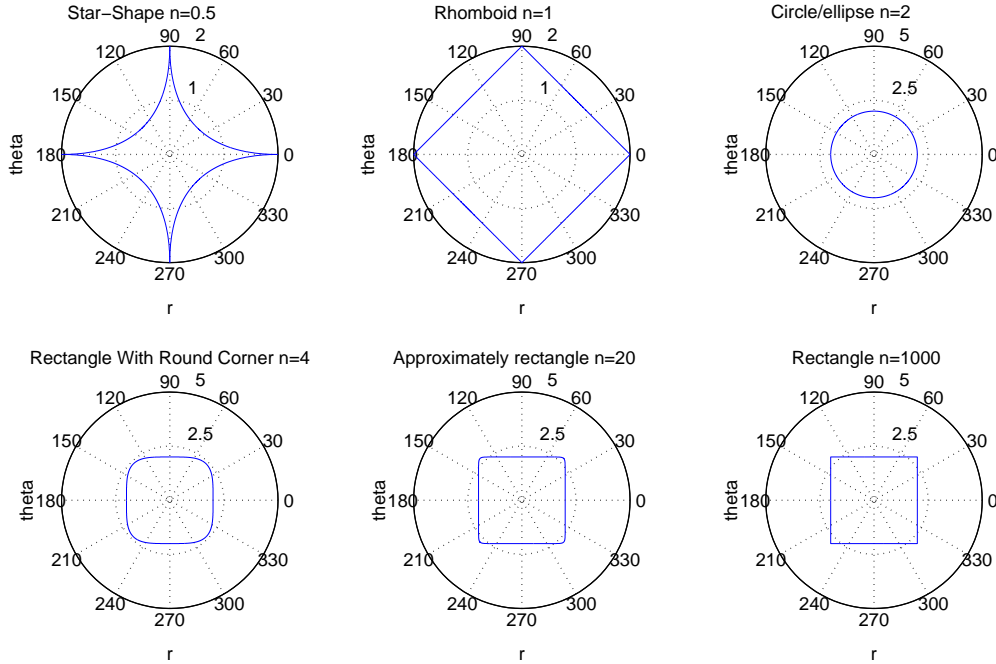 Star−Shape n=0.5
90 2
120 60
1
150 30
theta 180 0
210 330
240 300
270
r
Rhomboid n=1
90 2
120 60
1
150 30
theta 180 0
210 330
240 300
270
r
Circle/ellipse n=2
90 5
120 60
2.5
150 30
theta 180 0
210 330
240 300
270
r
Rectangle With Round Corner n=4
90 5
120 60
2.5
150 30
theta 180 0
210 330
240 300
270
r
Approximately rectangle n=20
90 5
120 60
2.5
150 30
theta 180 0
210 330
240 300
270
r
Rectangle n=1000
90 5
120 60
2.5
150 30
theta 180 0
210 330
240 300
270
r